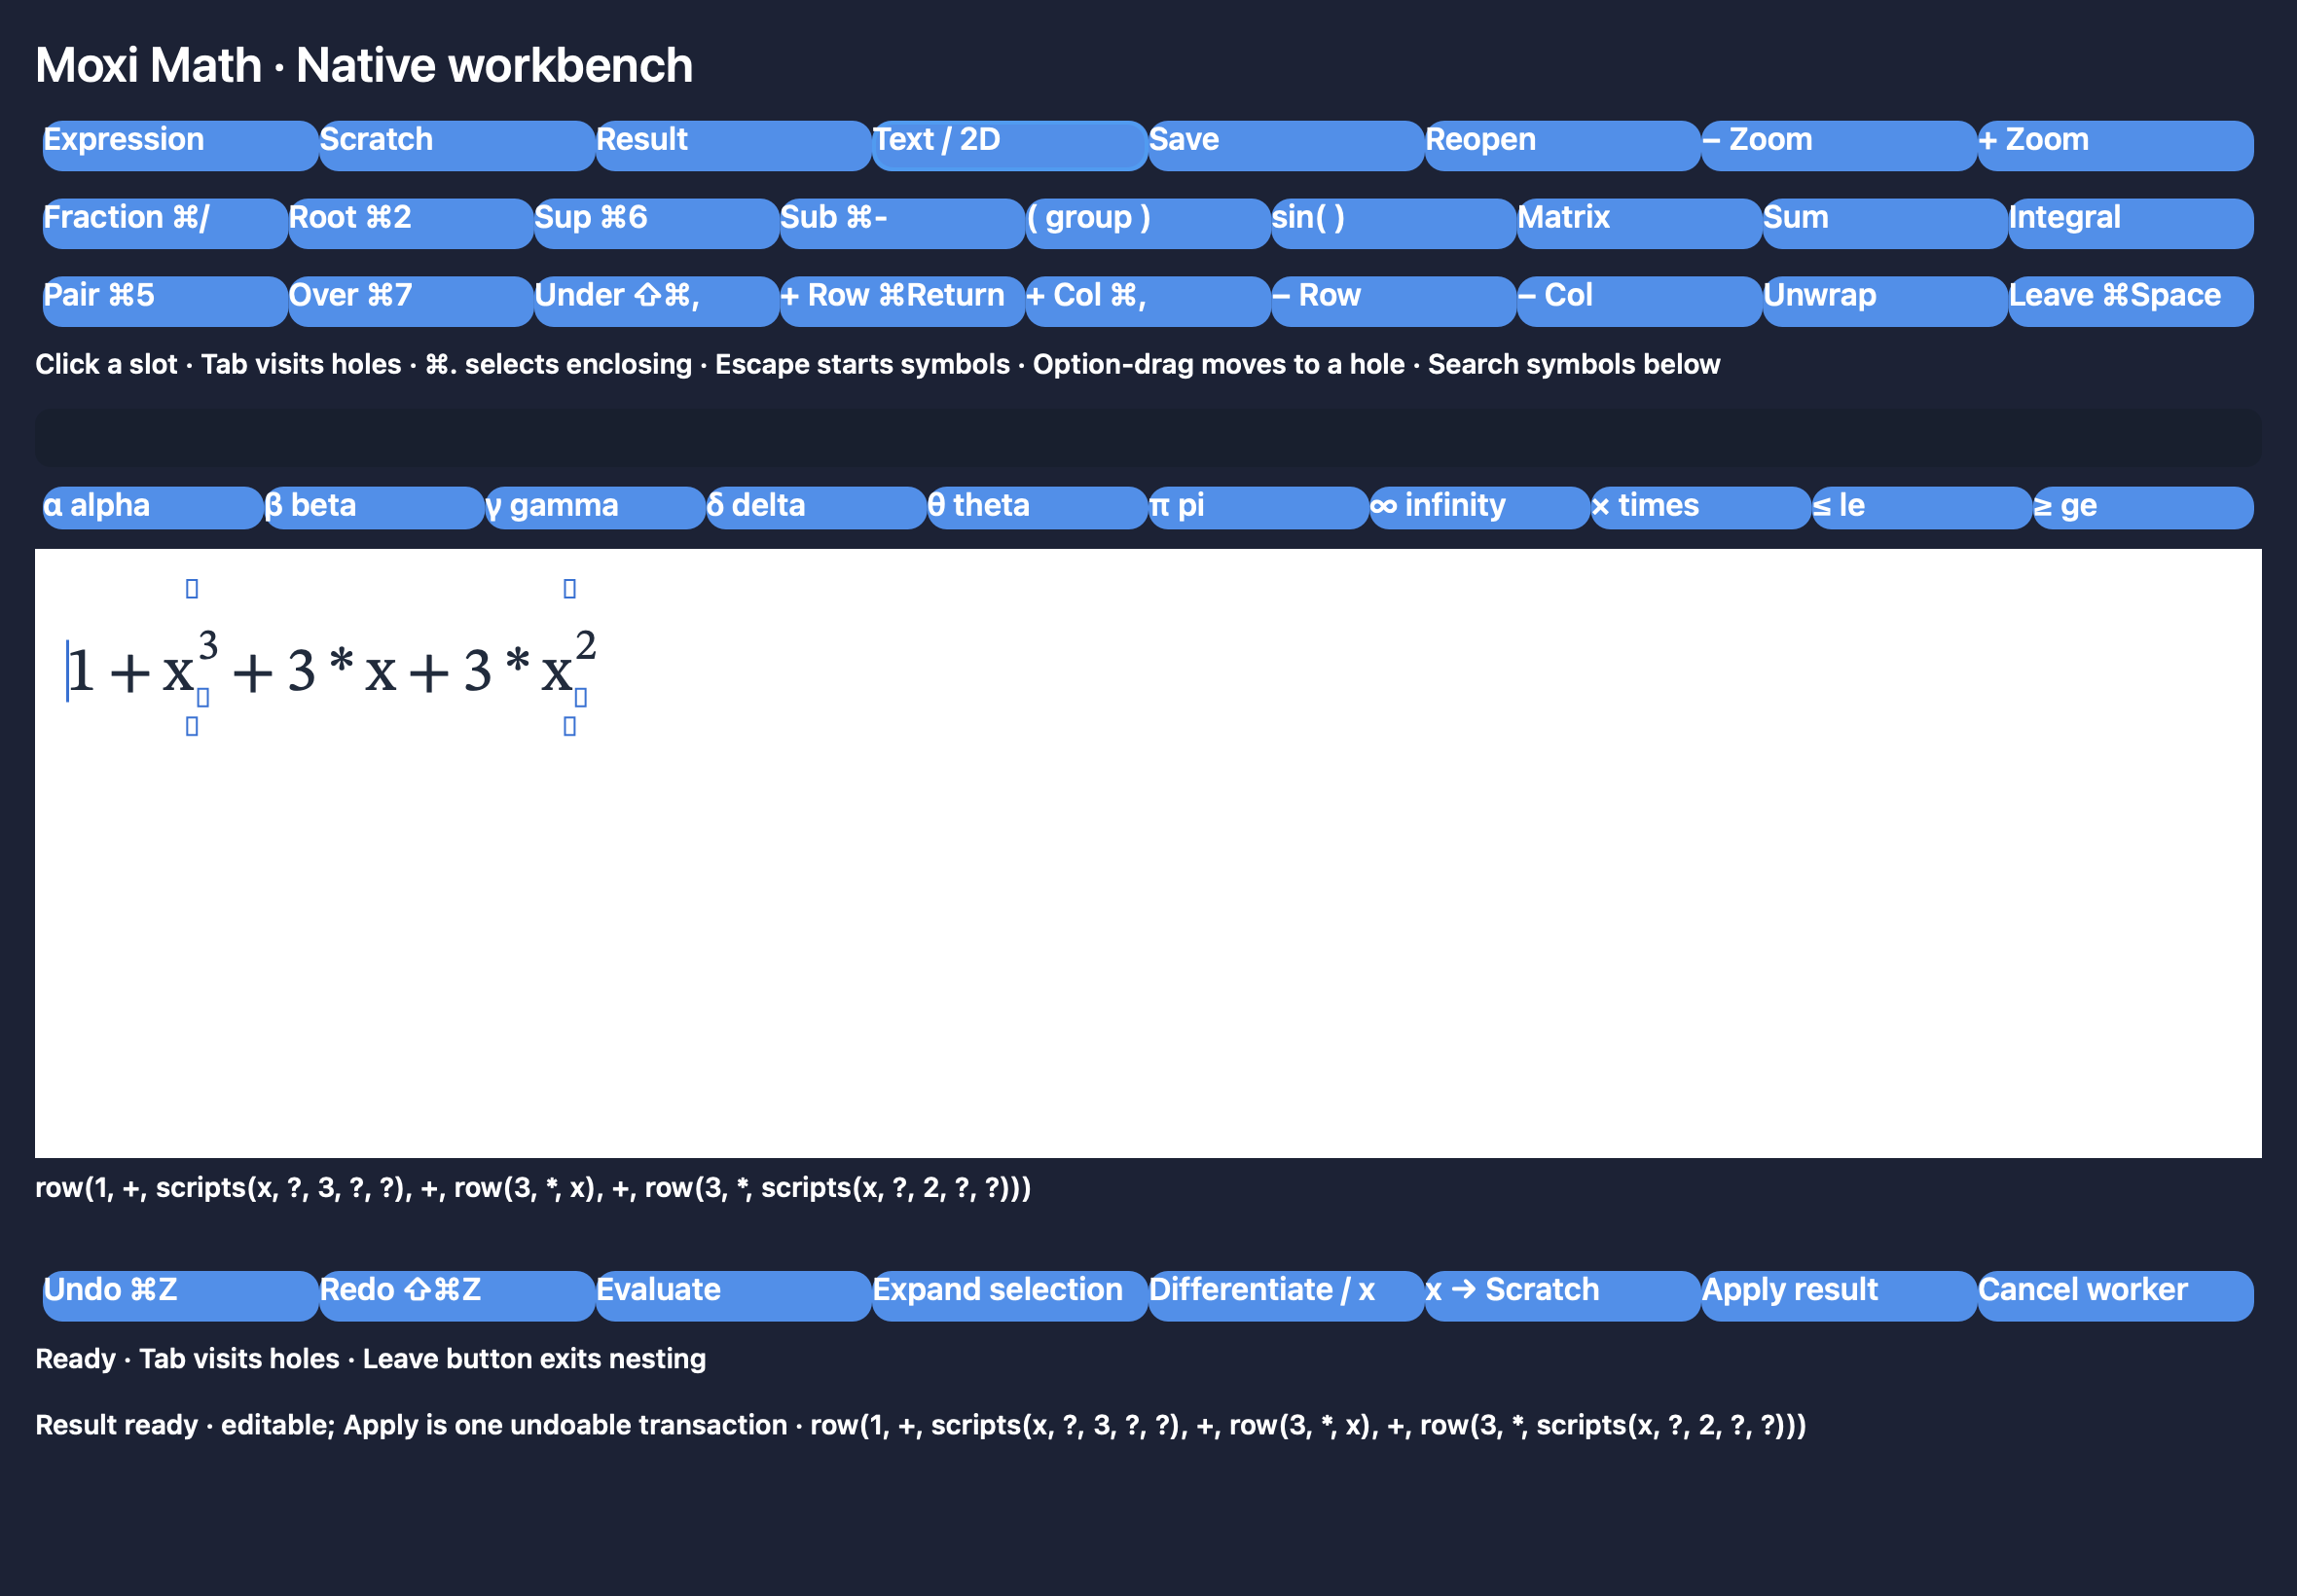 Moxi Math · Native workbench
Expression Scratch Result Text / 2D Save Reopen − Zoom + Zoom
Fraction ⌘/ Root ⌘2 Sup ⌘6 Sub ⌘- ( group ) sin( ) Matrix Sum Integral
Pair ⌘5 Over ⌘7 Under ⇧⌘, + Row ⌘Return + Col ⌘, − Row − Col Unwrap Leave ⌘Space
Click a slot · Tab visits holes · ⌘. selects enclosing · Escape starts symbols · Option-drag moves to a hole · Search symbols below
α alpha β beta γ gamma δ delta θ theta π pi ∞ infinity × times ≤ le ≥ ge
1 + x³ + 3 * x + 3 * x²
row(1, +, scripts(x, ?, 3, ?, ?), +, row(3, *, x), +, row(3, *, scripts(x, ?, 2, ?, ?)))
Undo ⌘Z Redo ⇧⌘Z Evaluate Expand selection Differentiate / x x → Scratch Apply result Cancel worker
Ready · Tab visits holes · Leave button exits nesting
Result ready · editable; Apply is one undoable transaction · row(1, +, scripts(x, ?, 3, ?, ?), +, row(3, *, x), +, row(3, *, scripts(x, ?, 2, ?, ?)))